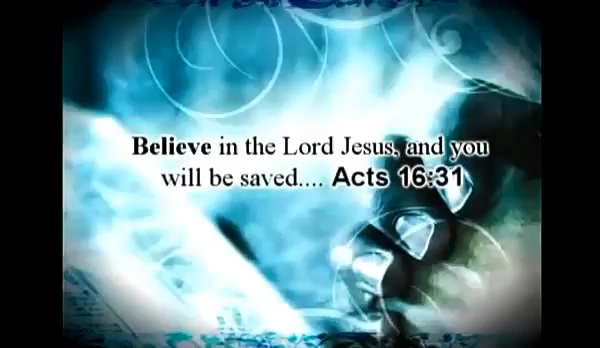 Believe in the Lord Jesus, and you
will be saved.... Acts 16:31